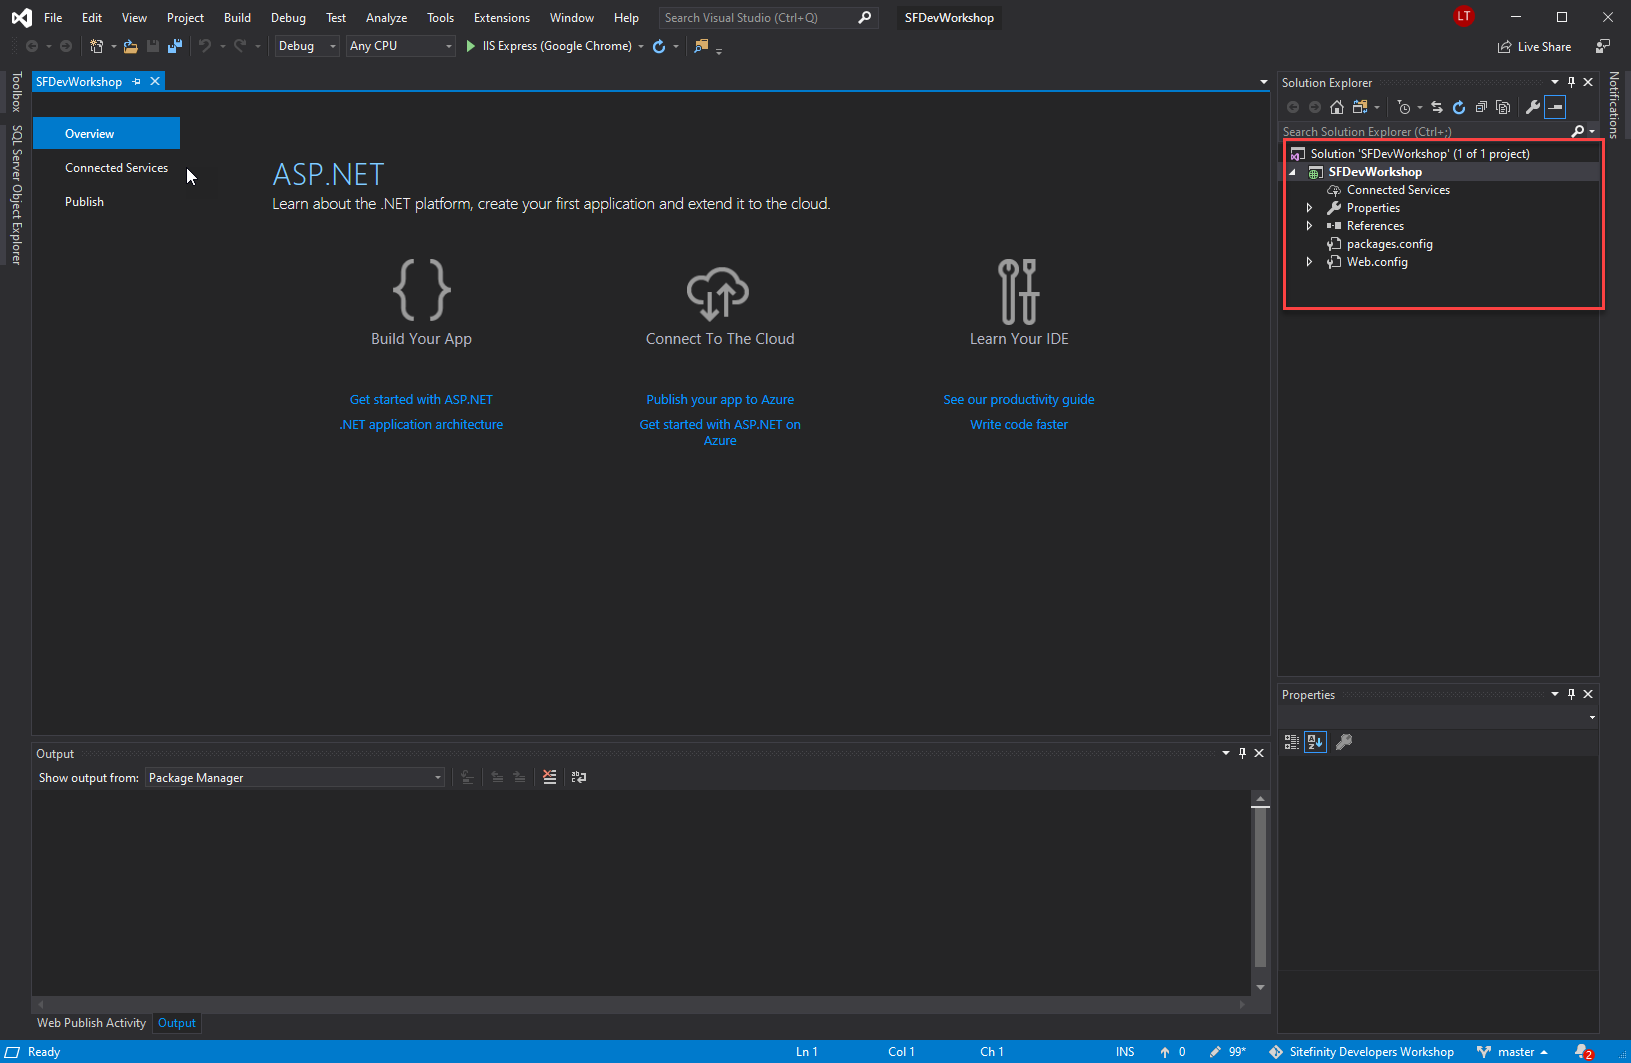 File Edit View Project Build Debug Test Analyze Tools Extensions Window Help Search Visual Studio (Ctrl+Q) SFDevWorkshop LT
Debug Any CPU IIS Express (Google Chrome) Live Share
Toolbox
SQL Server Object Explorer
SFDevWorkshop
Overview
Connected Services
Publish
ASP.NET
Learn about the .NET platform, create your first application and extend it to the cloud.
Build Your App
Get started with ASP.NET
.NET application architecture
Connect To The Cloud
Publish your app to Azure
Get started with ASP.NET on
Azure
Learn Your IDE
See our productivity guide
Write code faster
Solution Explorer
Search Solution Explorer (Ctrl+;)
Solution 'SFDevWorkshop' (1 of 1 project)
SFDevWorkshop
Connected Services
Properties
References
packages.config
Web.config
Notifications
Properties
Output
Show output from: Package Manager
Web Publish Activity Output
Ready Ln 1 Col 1 Ch 1 INS 0 99* Sitefinity Developers Workshop master 2